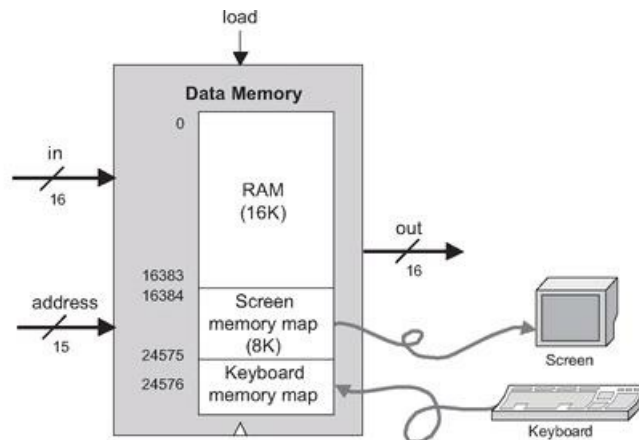 load
Data Memory
0
in
16
RAM
(16K)
out
16
16383
16384
address
15
Screen
memory map
(8K)
24575
24576
Keyboard
memory map
Screen
Keyboard